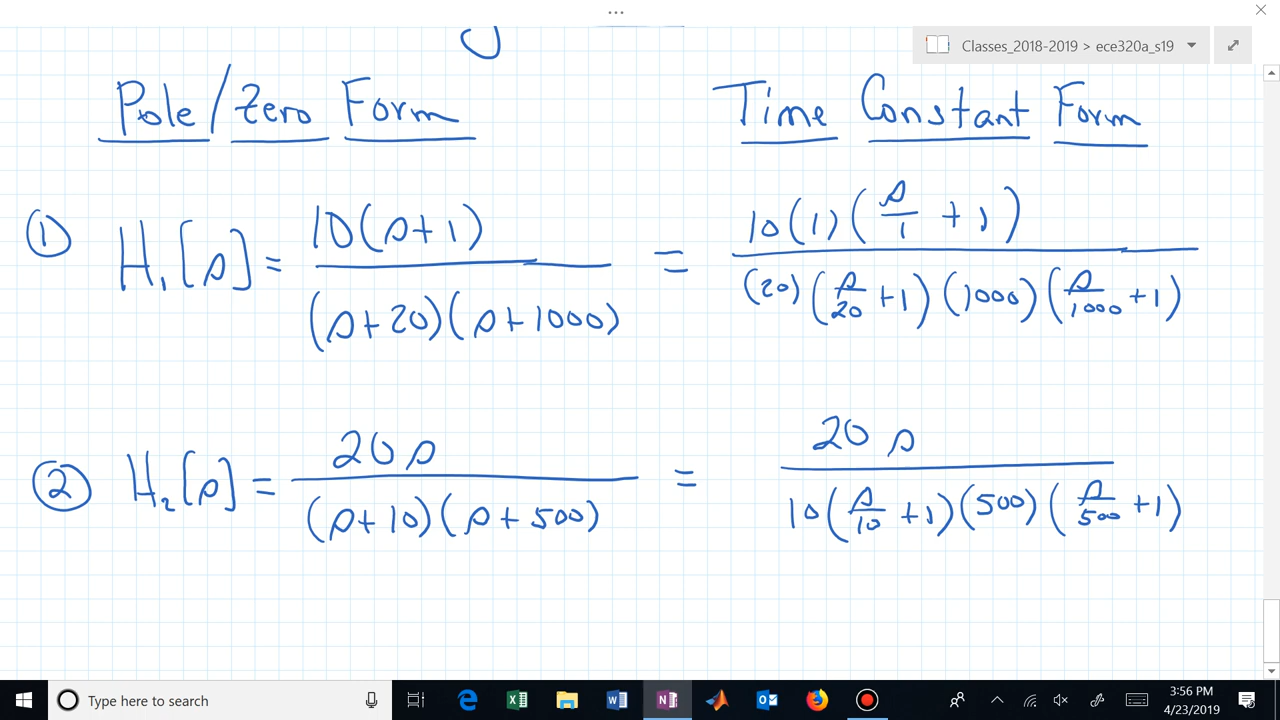 Classes_2018-2019 > ece320a_s19
Pole/Zero Form Time Constant Form
① H₁[s] = 10(s+1) / (s+20)(s+1000) = 10(1)(s/1 + 1) / (20)(s/20 + 1)(1000)(s/1000 + 1)
② H₂[s] = 20s / (s+10)(s+500) = 20s / 10(s/10 + 1)(500)(s/500 + 1)
Type here to search
3:56 PM
4/23/2019